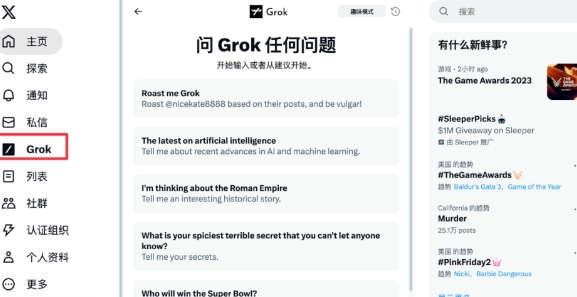 主页
探索
通知
私信
Grok
列表
社群
认证组织
个人资料
更多
Grok
趣味模式
问 Grok 任何问题
开始输入或者从建议开始。
Roast me Grok
Roast @nicekate8888 based on their posts, and be vulgar!
The latest on artificial intelligence
Tell me about recent advances in AI and machine learning.
I'm thinking about the Roman Empire
Tell me an interesting historical story.
What is your spiciest terrible secret that you can't let anyone
know?
Tell me your secrets.
Who will win the Super Bowl?
搜索
有什么新鲜事?
游戏 · 2小时 ago
The Game Awards 2023
#SleeperPicks
$1M Giveaway on Sleeper
由 Sleeper 推广
美国 的趋势
#TheGameAwards
趋势 Baldur's Gate 3, Game of the Year
California 的趋势
Murder
25.1万 posts
美国 的趋势
#PinkFriday2
趋势 Nicki, Barbie Dangerous